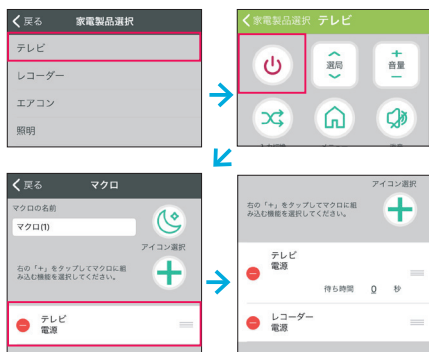 戻る 家電製品選択
テレビ
レコーダー
エアコン
照明
家電製品選択 テレビ
選局
＋
音量
－
戻る マクロ
マクロの名前
マクロ(1)
アイコン選択
右の「+」をタップしてマクロに組
み込む機能を選択してください。
テレビ
電源
アイコン選択
右の「+」をタップしてマクロに組
み込む機能を選択してください。
テレビ
電源
待ち時間 0 秒
レコーダー
電源